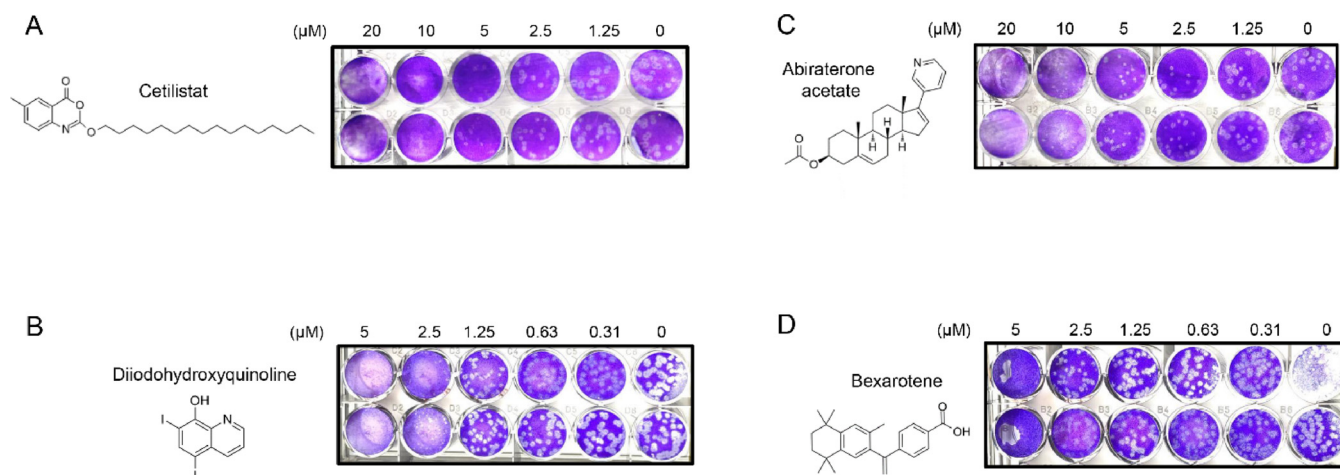 A
(µM) 20 10 5 2.5 1.25 0
Cetilistat
O
O
N
O
B
(µM) 5 2.5 1.25 0.63 0.31 0
Diiodohydroxyquinoline
OH
I
N
I
C
(µM) 20 10 5 2.5 1.25 0
Abiraterone
acetate
N
H
H
H
O
O
D
(µM) 5 2.5 1.25 0.63 0.31 0
Bexarotene
O
OH